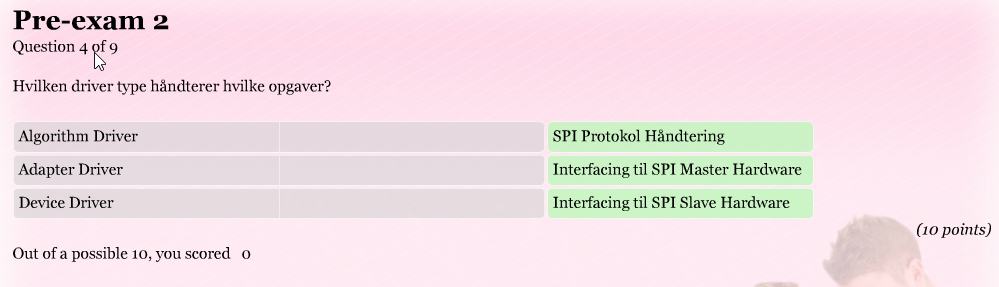 Pre-exam 2
Question 4 of 9
Hvilken driver type håndterer hvilke opgaver?
Algorithm Driver SPI Protokol Håndtering
Adapter Driver Interfacing til SPI Master Hardware
Device Driver Interfacing til SPI Slave Hardware
(10 points)
Out of a possible 10, you scored 0